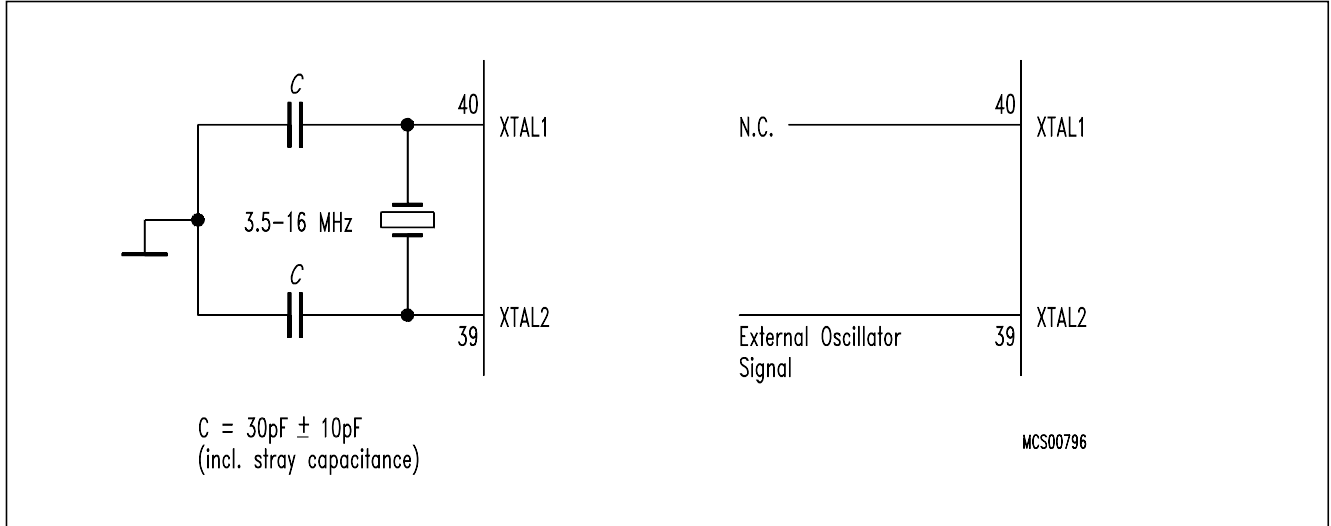 C
40
XTAL1
3.5-16 MHz
C
XTAL2
39
C = 30pF ± 10pF
(incl. stray capacitance)
40
N.C.
XTAL1
XTAL2
External Oscillator
39
Signal
MCS00796